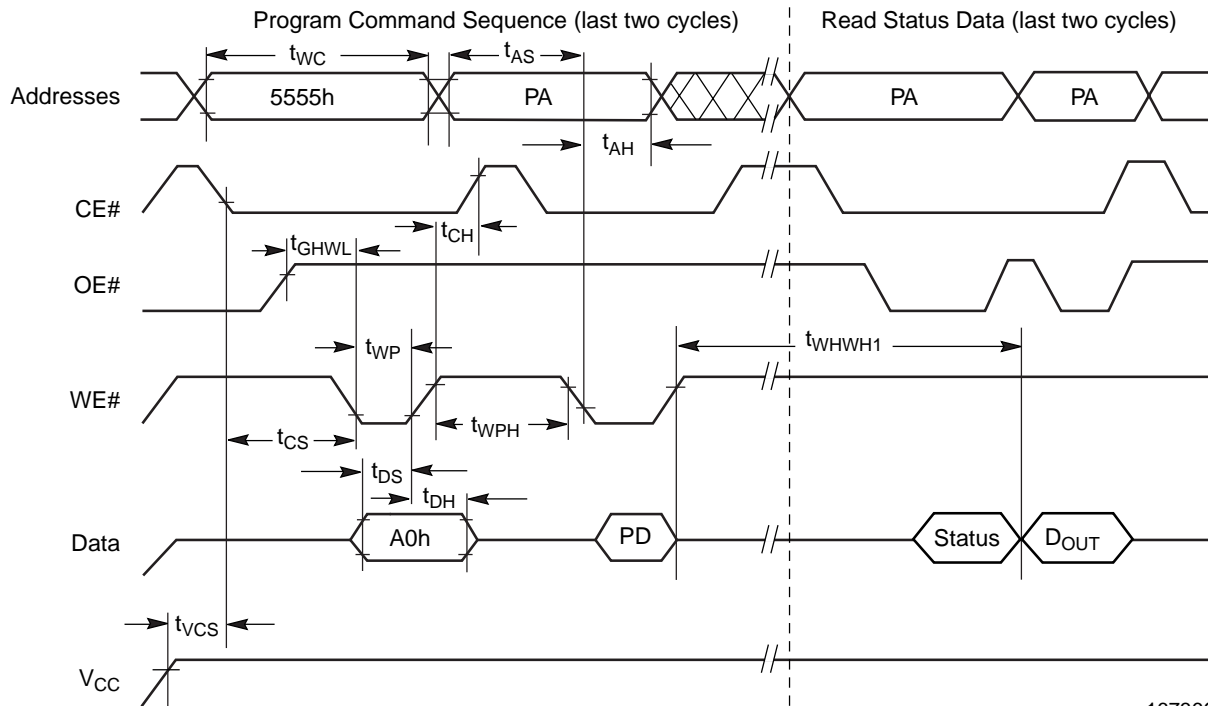 Program Command Sequence (last two cycles)
Read Status Data (last two cycles)
tWC
tAS
Addresses
5555h
PA
PA
PA
tAH
CE#
tCH
tGHWL
OE#
tWP
tWHWH1
WE#
tWPH
tCS
tDS
tDH
Data
A0h
PD
Status
DOUT
tVCS
VCC